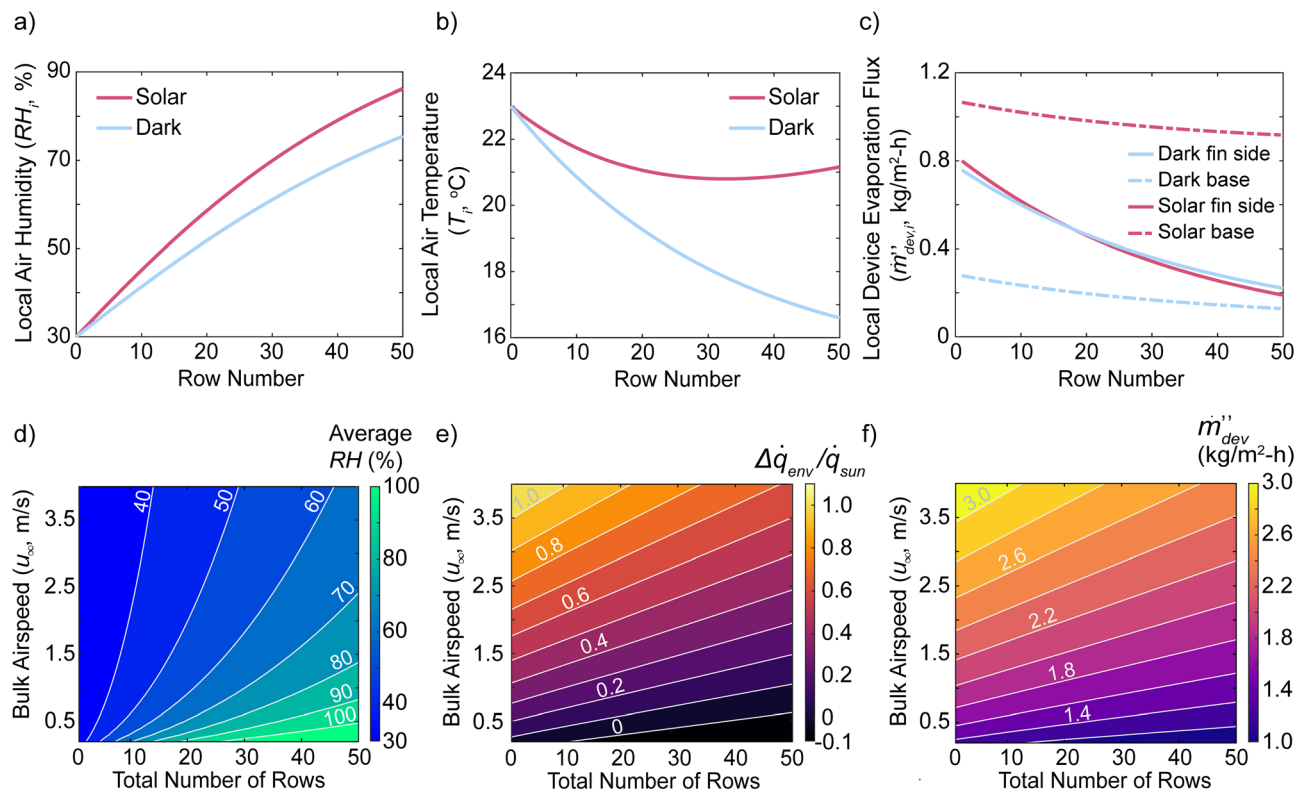 a)
Local Air Humidity (RHi, %)
90
70
50
30
Solar
Dark
0 10 20 30 40 50
Row Number
b)
Local Air Temperature
(Ti, °C)
24
22
20
18
16
Solar
Dark
0 10 20 30 40 50
Row Number
c)
Local Device Evaporation Flux
(ṁ''dev,i, kg/m²-h)
1.2
0.8
0.4
0
Dark fin side
Dark base
Solar fin side
Solar base
0 10 20 30 40 50
Row Number
d)
Average
RH (%)
Bulk Airspeed (u∞, m/s)
3.5
2.5
1.5
0.5
40
50
60
70
80
90
100
0 10 20 30 40 50
Total Number of Rows
100
90
80
70
60
50
40
30
e)
Δq̇env/q̇sun
Bulk Airspeed (u∞, m/s)
3.5
2.5
1.5
0.5
1.0
0.8
0.6
0.4
0.2
0
0 10 20 30 40 50
Total Number of Rows
1.0
0.8
0.6
0.4
0.2
0
-0.1
f)
ṁ''dev
(kg/m²-h)
Bulk Airspeed (u∞, m/s)
3.5
2.5
1.5
0.5
3.0
2.6
2.2
1.8
1.4
0 10 20 30 40 50
Total Number of Rows
3.0
2.6
2.2
1.8
1.4
1.0